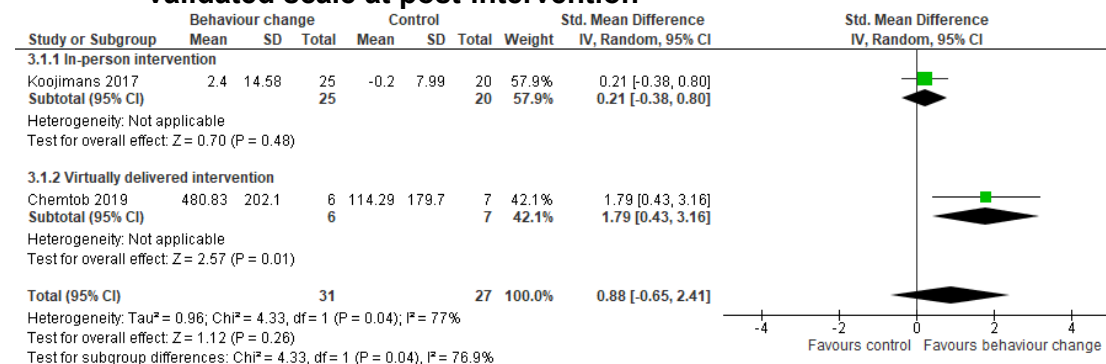 validated scale at post-intervention
Behaviour change Control Std. Mean Difference Std. Mean Difference
Study or Subgroup Mean SD Total Mean SD Total Weight IV, Random, 95% CI IV, Random, 95% CI
3.1.1 In-person intervention
Koojimans 2017 2.4 14.58 25 -0.2 7.99 20 57.9% 0.21 [-0.38, 0.80]
Subtotal (95% CI) 25 20 57.9% 0.21 [-0.38, 0.80]
Heterogeneity: Not applicable
Test for overall effect: Z = 0.70 (P = 0.48)
3.1.2 Virtually delivered intervention
Chemtob 2019 480.83 202.1 6 114.29 179.7 7 42.1% 1.79 [0.43, 3.16]
Subtotal (95% CI) 6 7 42.1% 1.79 [0.43, 3.16]
Heterogeneity: Not applicable
Test for overall effect: Z = 2.57 (P = 0.01)
Total (95% CI) 31 27 100.0% 0.88 [-0.65, 2.41]
Heterogeneity: Tau² = 0.96; Chi² = 4.33, df = 1 (P = 0.04); I² = 77%
Test for overall effect: Z = 1.12 (P = 0.26)
Test for subgroup differences: Chi² = 4.33, df = 1 (P = 0.04), I² = 76.9%
-4 -2 0 2 4
Favours control Favours behaviour change